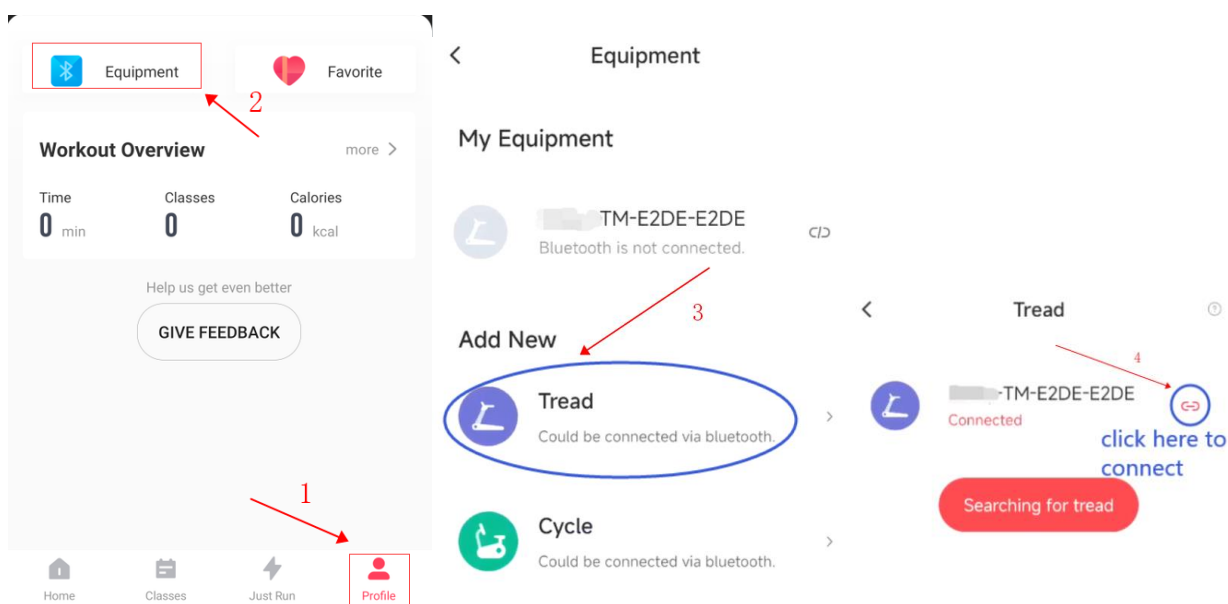 Equipment
Favorite
2
Workout Overview
more
Time
Classes
Calories
0 min
0
0 kcal
Help us get even better
GIVE FEEDBACK
1
Home
Classes
Just Run
Profile
Equipment
My Equipment
TM-E2DE-E2DE
Bluetooth is not connected.
3
Add New
Tread
Could be connected via bluetooth.
Cycle
Could be connected via bluetooth.
Tread
4
-TM-E2DE-E2DE
Connected
click here to
connect
Searching for tread